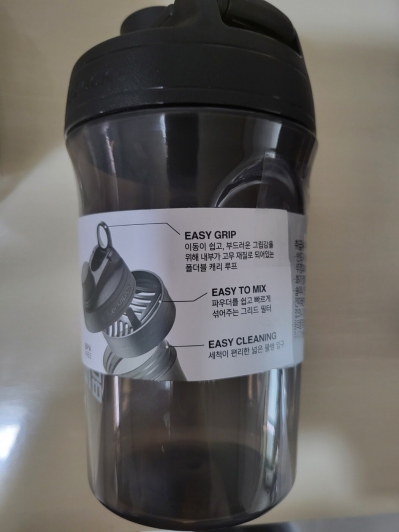 EASY GRIP
이동이 쉽고, 부드러운 그립감을
위해 내부가 고무 재질로 되어있는
폴더블 캐리 루프
EASY TO MIX
파우더를 쉽고 빠르게
섞어주는 그리드 필터
EASY CLEANING
세척이 편리한 넓은 물병 입구